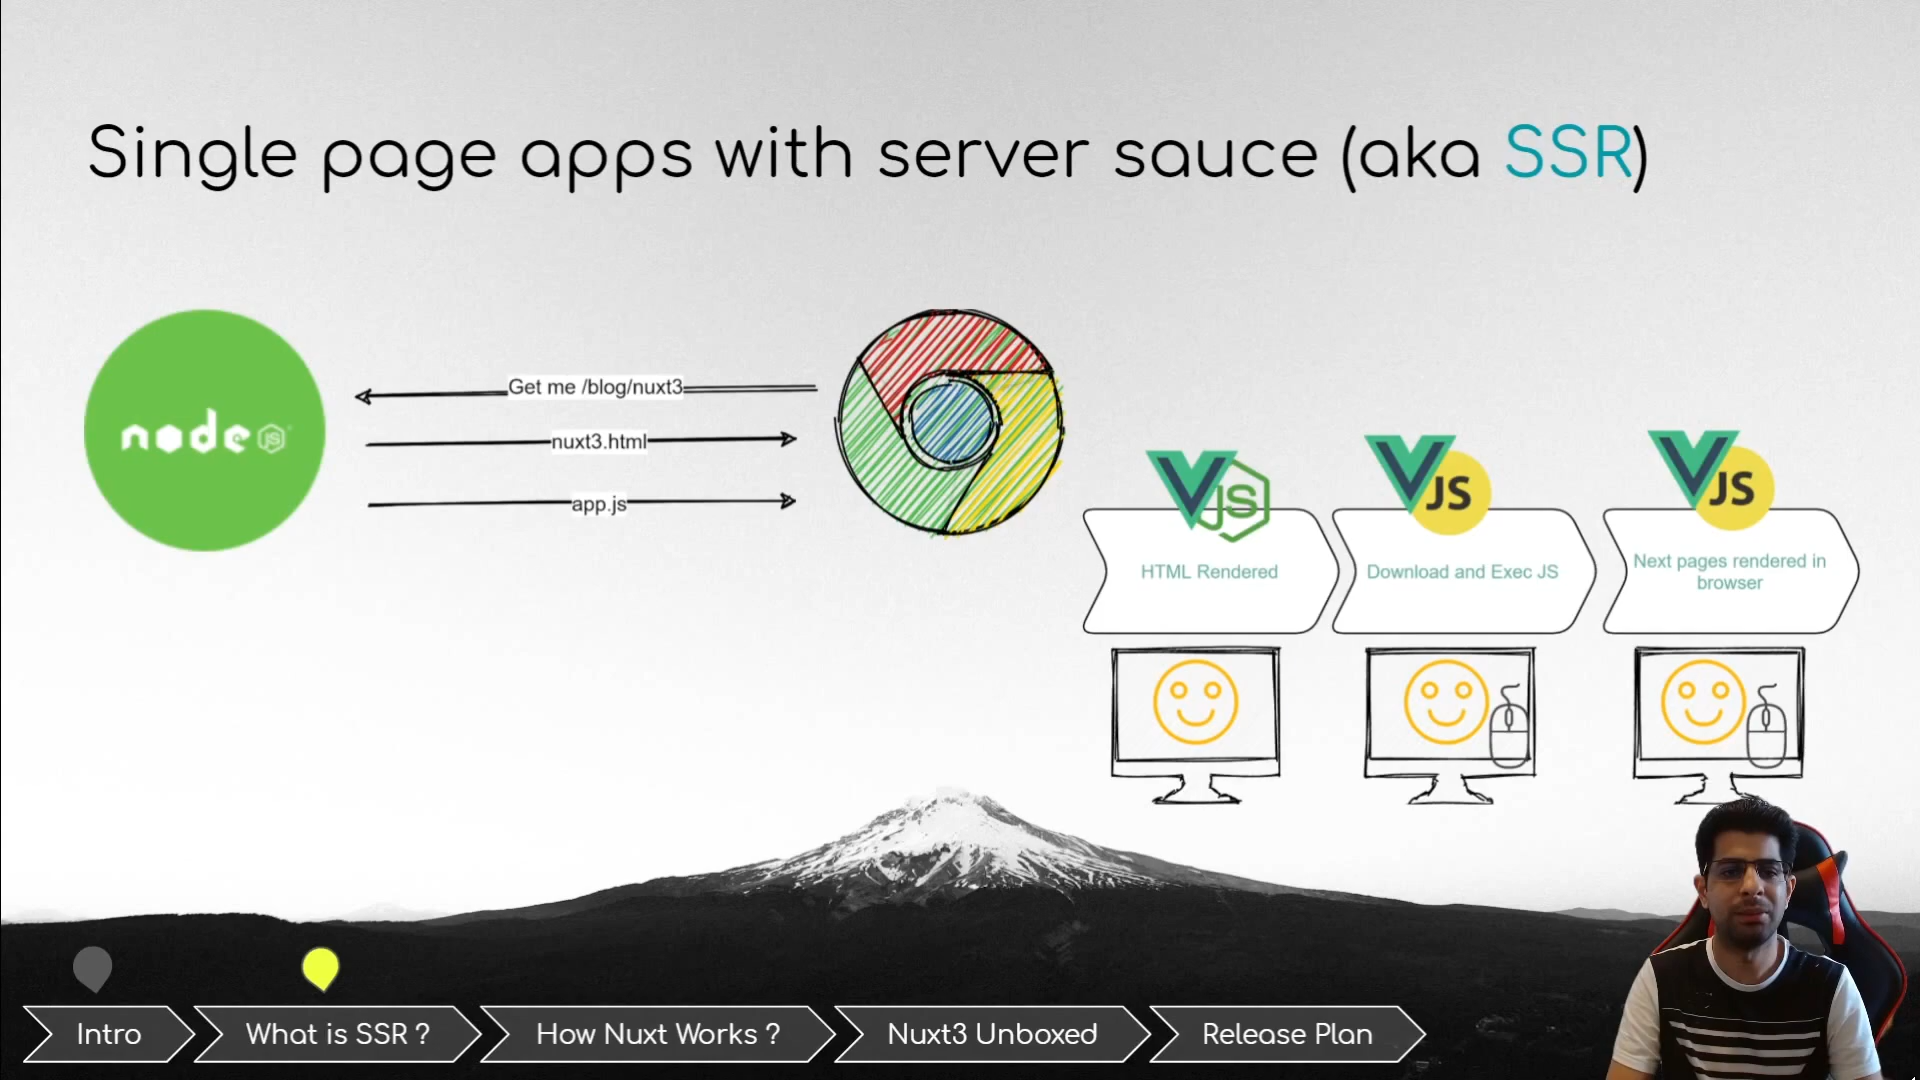 Single page apps with server sauce (aka SSR)
node JS
Get me /blog/nuxt3
nuxt3.html
app.js
JS
JS
JS
HTML Rendered
Download and Exec JS
Next pages rendered in
browser
Intro
What is SSR ?
How Nuxt Works ?
Nuxt3 Unboxed
Release Plan